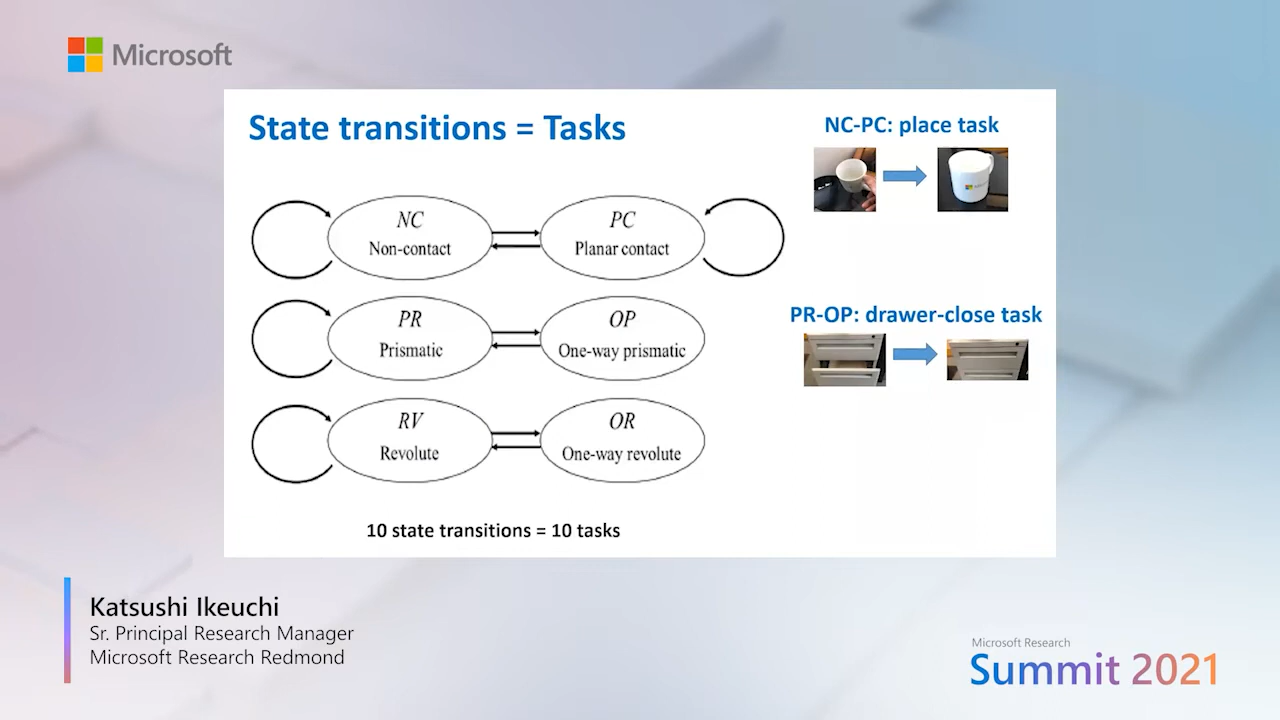 Microsoft
State transitions = Tasks
NC-PC: place task
NC
Non-contact
PC
Planar contact
PR-OP: drawer-close task
PR
Prismatic
OP
One-way prismatic
RV
Revolute
OR
One-way revolute
10 state transitions = 10 tasks
Katsushi Ikeuchi
Sr. Principal Research Manager
Microsoft Research Redmond
Microsoft Research
Summit 2021